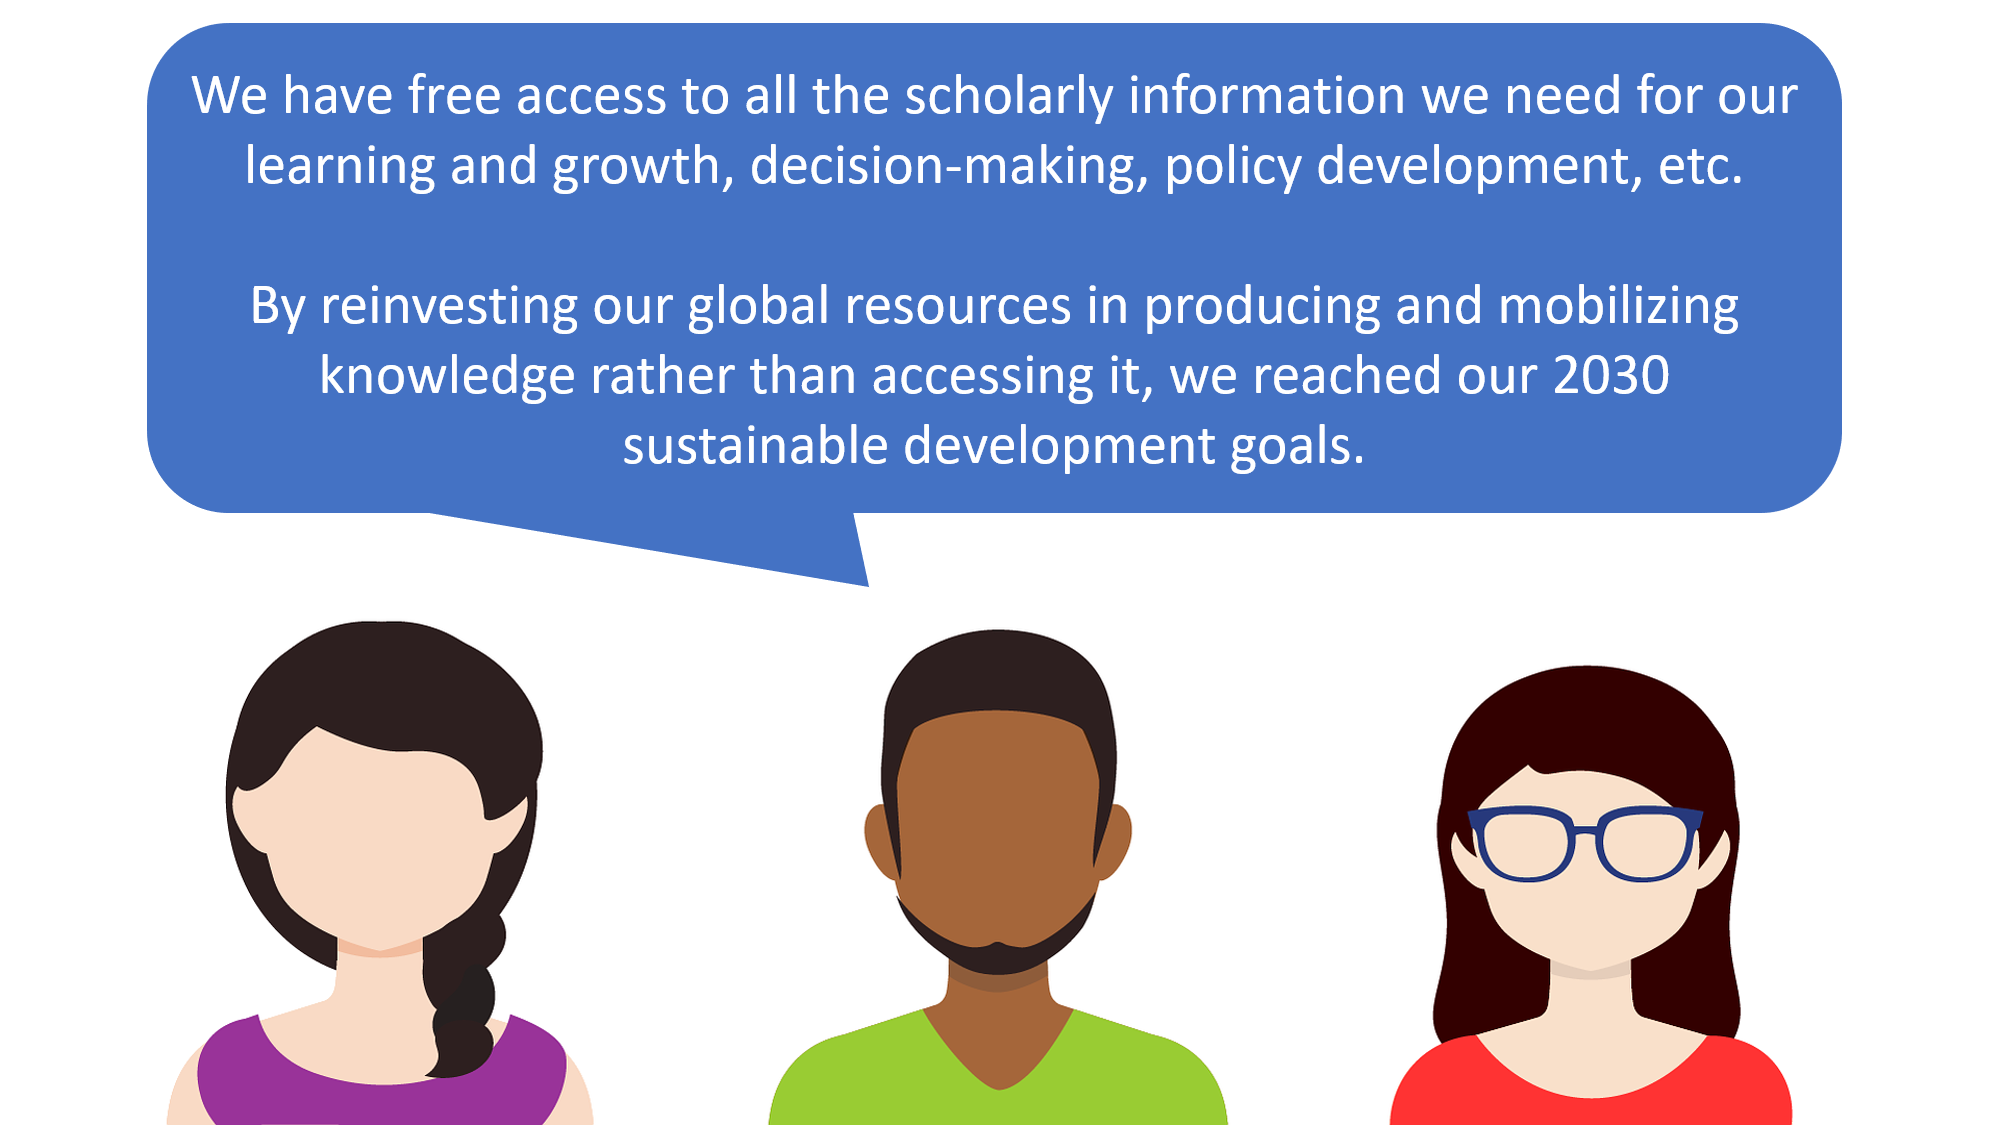 We have free access to all the scholarly information we need for our
learning and growth, decision-making, policy development, etc.
By reinvesting our global resources in producing and mobilizing
knowledge rather than accessing it, we reached our 2030
sustainable development goals.